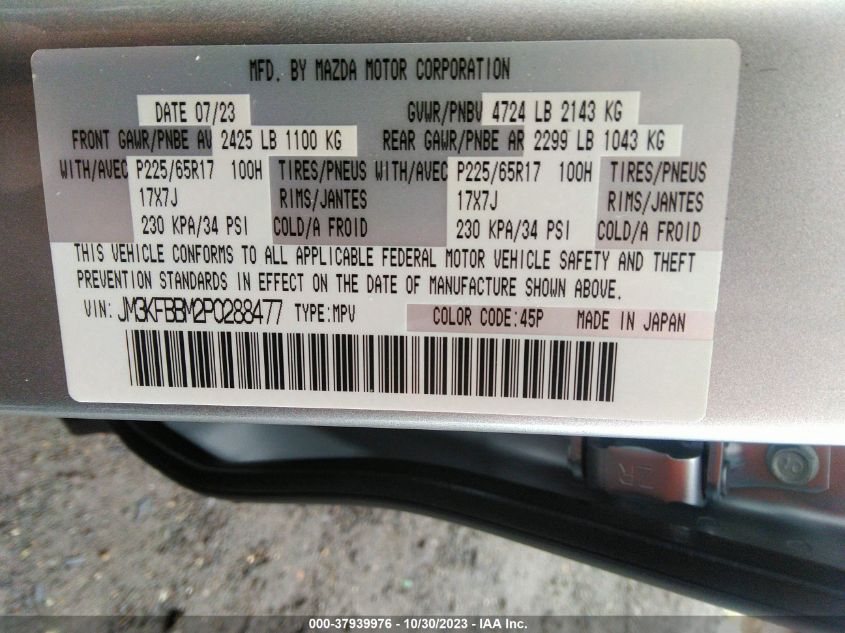 MFD. BY MAZDA MOTOR CORPORATION
DATE 07/23 GVWR/PNBV 4724 LB 2143 KG
FRONT GAWR/PNBE AV 2425 LB 1100 KG REAR GAWR/PNBE AR 2299 LB 1043 KG
WITH/AVEC P225/65R17 100H TIRES/PNEUS WITH/AVEC P225/65R17 100H TIRES/PNEUS
17X7J RIMS/JANTES 17X7J RIMS/JANTES
230 KPA/34 PSI COLD/A FROID 230 KPA/34 PSI COLD/A FROID
THIS VEHICLE CONFORMS TO ALL APPLICABLE FEDERAL MOTOR VEHICLE SAFETY AND THEFT
PREVENTION STANDARDS IN EFFECT ON THE DATE OF MANUFACTURE SHOWN ABOVE.
VIN: JM3KFBBM2P0288477 TYPE:MPV COLOR CODE:45P MADE IN JAPAN
000-37939976 - 10/30/2023 - IAA Inc.